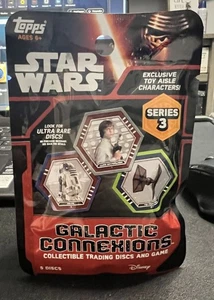 Topps
AGES 6+
STAR
WARS
EXCLUSIVE
TOY AISLE
CHARACTERS!
LOOK FOR
ULTRA RARE
DISCS!
SERIES
3
GALACTIC
CONNEXIONS
COLLECTIBLE TRADING DISCS AND GAME
5 DISCS
Disney